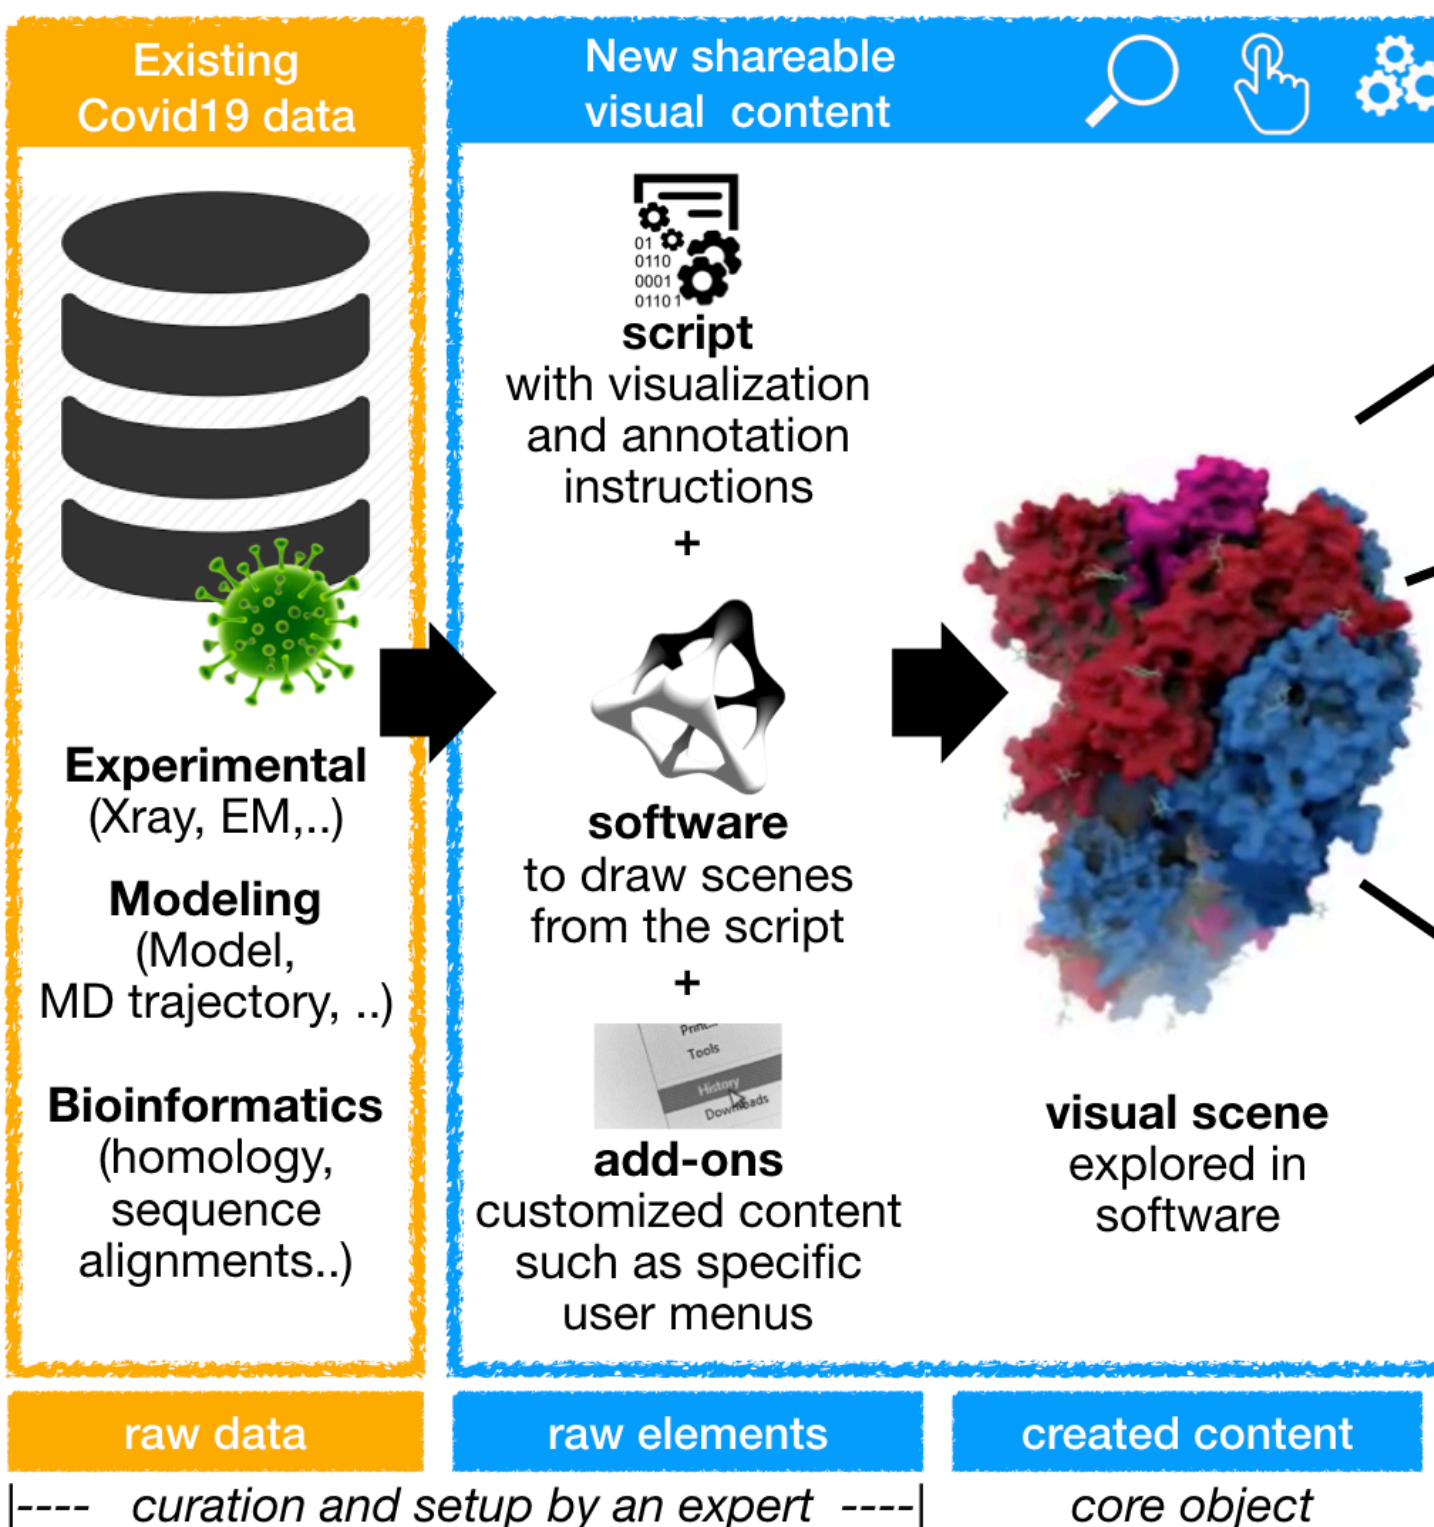 Existing
Covid19 data
New shareable
visual content
Experimental
(Xray, EM,..)
Modeling
(Model,
MD trajectory, ..)
Bioinformatics
(homology,
sequence
alignments..)
01
0110
0001
01101
script
with visualization
and annotation
instructions
+
software
to draw scenes
from the script
+
Print...
Tools
History
Downloads
add-ons
customized content
such as specific
user menus
visual scene
explored in
software
raw data
raw elements
created content
|---- curation and setup by an expert ----|
core object